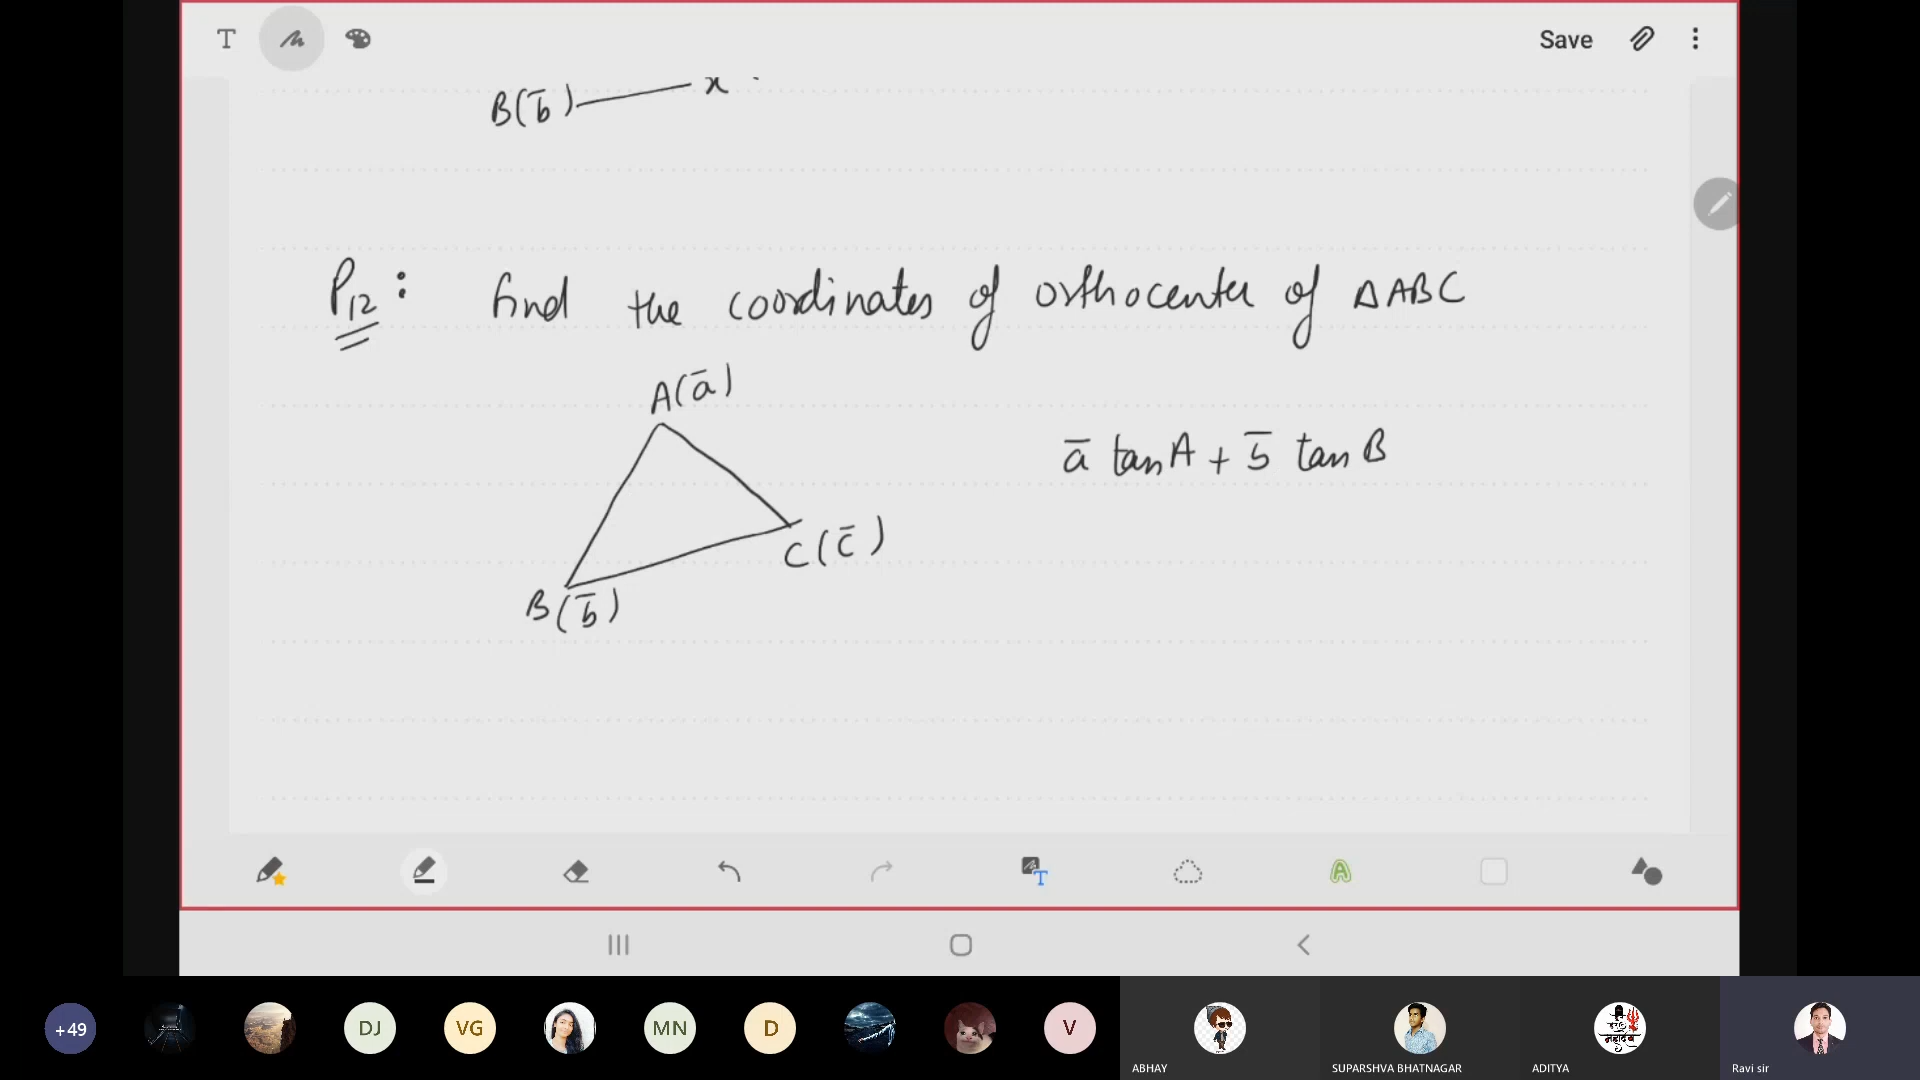 T Save
B(b̄) x
P12 : find the coordinates of orthocenter of ΔABC
A(ā)
ā tan A + b̄ tan B
C(c̄)
B(b̄)
T A
+49 DJ VG MN D V
ABHAY SUPARSHVA BHATNAGAR ADITYA Ravi sir